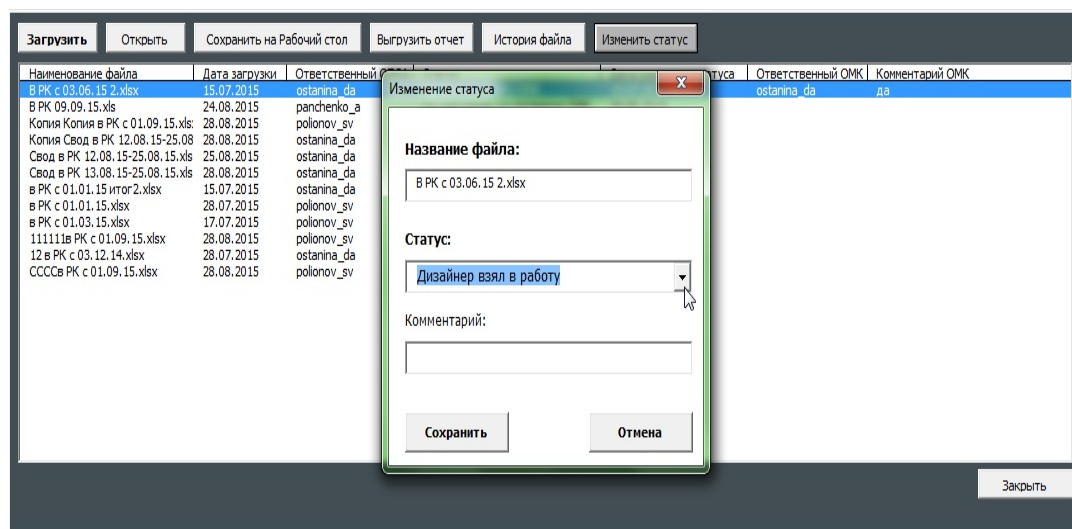 Загрузить Открыть Сохранить на Рабочий стол Выгрузить отчет История файла Изменить статус
Наименование файла Дата загрузки Ответственный туса Ответственный ОМК Комментарий ОМК
В РК с 03.06.15 2.xlsx 15.07.2015 ostanina_da ostanina_da да
В РК 09.09.15.xls 24.08.2015 panchenko_a
Копия Копия в РК с 01.09.15.xls: 28.08.2015 polionov_sv
Копия Свод в РК 12.08.15-25.08 28.08.2015 ostanina_da
Свод в РК 12.08.15-25.08.15.xls 25.08.2015 ostanina_da
Свод в РК 13.08.15-25.08.15.xls 28.08.2015 ostanina_da
в РК с 01.01.15 итог2.xlsx 15.07.2015 ostanina_da
в РК с 01.01.15.xlsx 28.07.2015 polionov_sv
в РК с 01.03.15.xlsx 17.07.2015 polionov_sv
111111в РК с 01.09.15.xlsx 28.08.2015 polionov_sv
12 в РК с 03.12.14.xlsx 28.07.2015 ostanina_da
ССССв РК с 01.09.15.xlsx 28.08.2015 polionov_sv
Изменение статуса
Название файла:
В РК с 03.06.15 2.xlsx
Статус:
Дизайнер взял в работу
Комментарий:
Сохранить Отмена
Закрыть